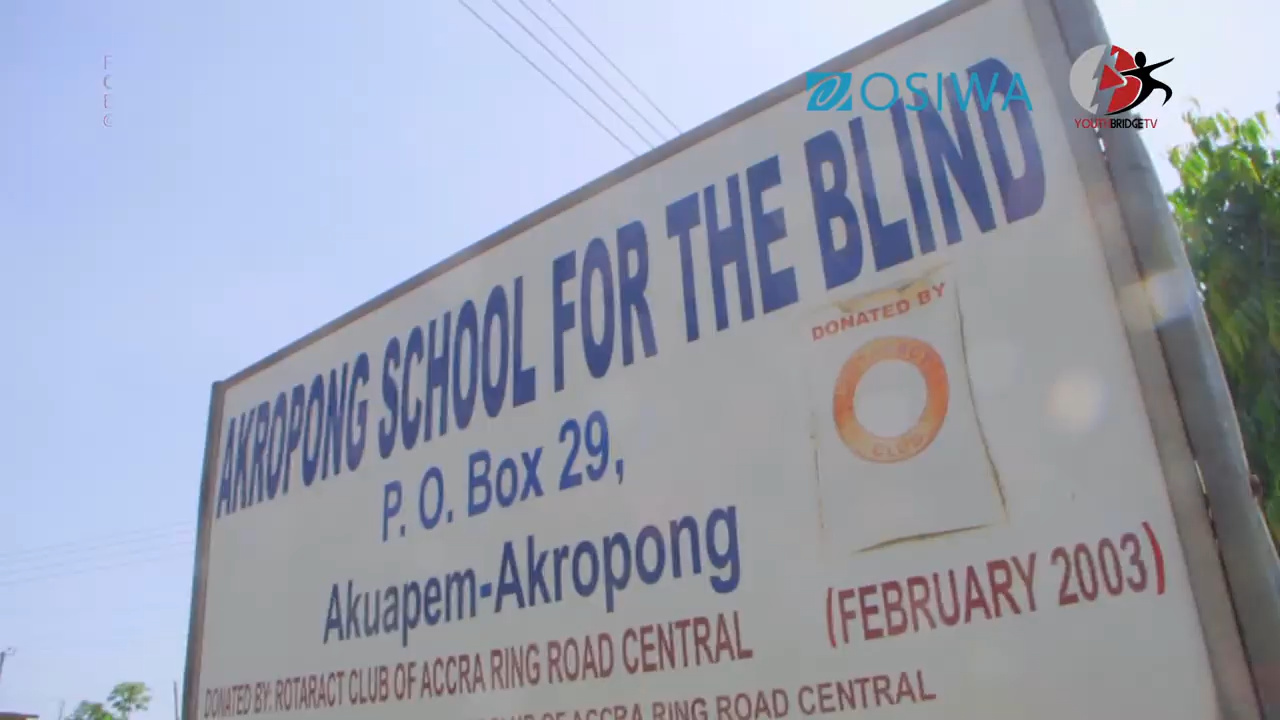 OSIWA
YOUTHBRIDGETV
AKROPONG SCHOOL FOR THE BLIND
DONATED BY
CLUB
P. O. Box 29,
Akuapem-Akropong
(FEBRUARY 2003)
DONATED BY: ROTARACT CLUB OF ACCRA RING ROAD CENTRAL
OF ACCRA RING ROAD CENTRAL